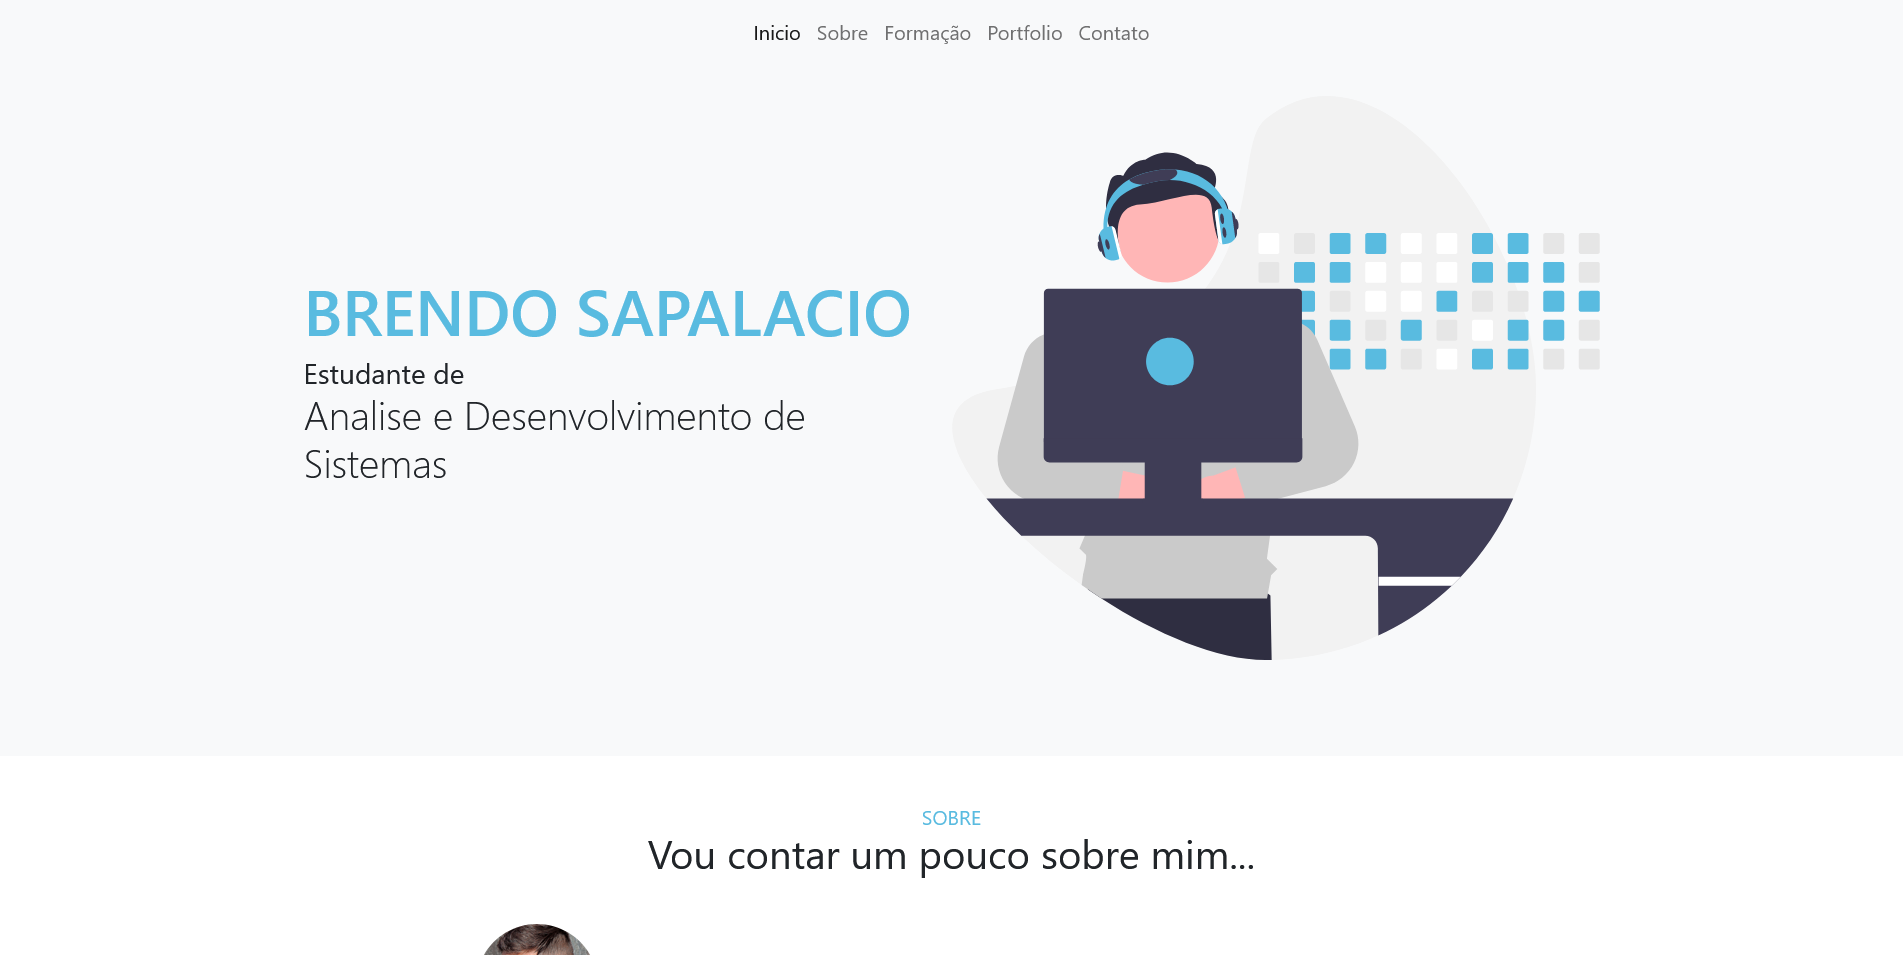 Inicio Sobre Formação Portfolio Contato
BRENDO SAPALACIO
Estudante de
Analise e Desenvolvimento de
Sistemas
SOBRE
Vou contar um pouco sobre mim...